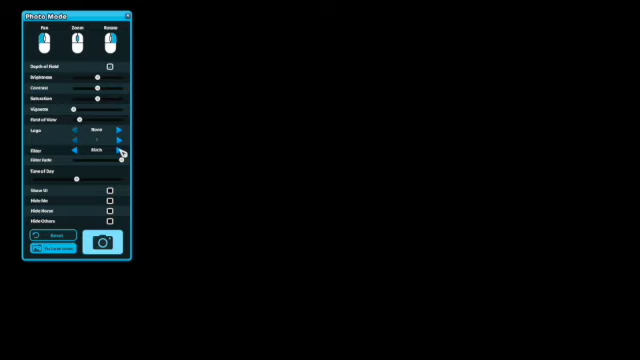 Photo Mode
Pan Zoom Rotate
Depth of Field
Brightness
Contrast
Saturation
Vignette
Field of View
Logo None
1
Filter
Filter Fade
Time of Day
Show UI
Hide Me
Hide Horse
Hide Others
Reset